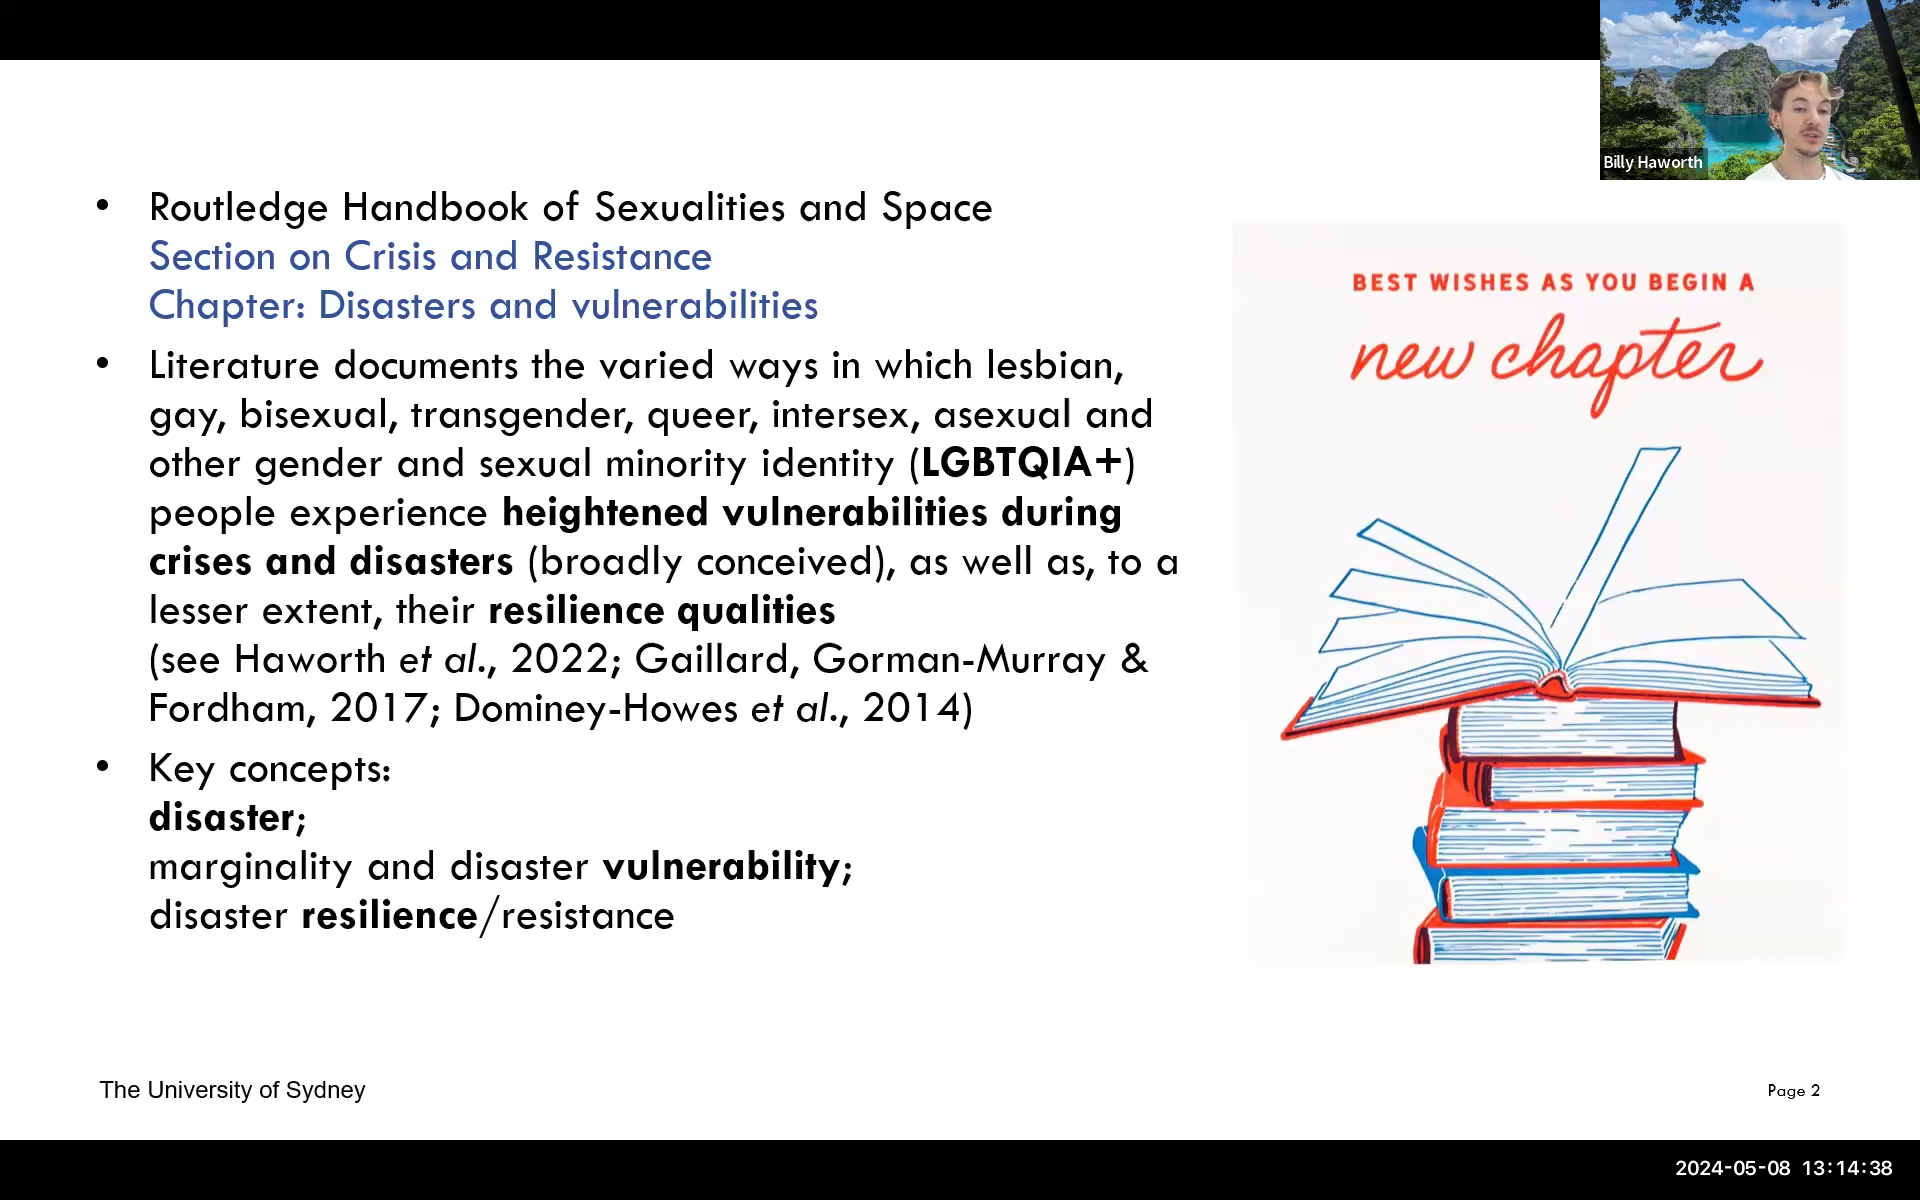 Billy Haworth
• Routledge Handbook of Sexualities and Space
Section on Crisis and Resistance
Chapter: Disasters and vulnerabilities
• Literature documents the varied ways in which lesbian,
gay, bisexual, transgender, queer, intersex, asexual and
other gender and sexual minority identity (LGBTQIA+)
people experience heightened vulnerabilities during
crises and disasters (broadly conceived), as well as, to a
lesser extent, their resilience qualities
(see Haworth et al., 2022; Gaillard, Gorman-Murray &
Fordham, 2017; Dominey-Howes et al., 2014)
• Key concepts:
disaster;
marginality and disaster vulnerability;
disaster resilience/resistance
BEST WISHES AS YOU BEGIN A
new chapter
The University of Sydney
Page 2
2024-05-08 13:14:38